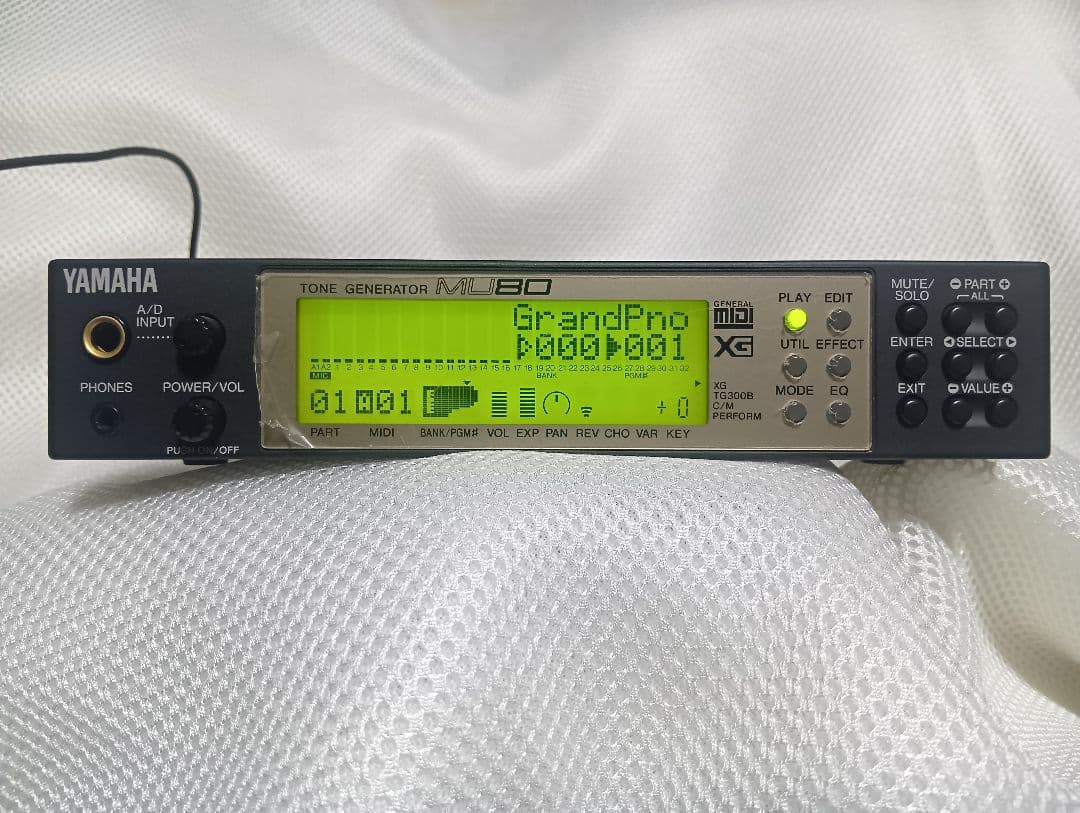 YAMAHA
A/D
INPUT
PHONES
POWER/VOL
PUSH ON/OFF
TONE GENERATOR MU80
GrandPno
000 001
A1 A2 1 2 3 4 5 6 7 8 9 10 11 12 13 14 15 16 17 18 19 20 21 22 23 24 25 26 27 28 29 30 31 32
MIC
BANK
PGM#
01 A01
+ 0
PART MIDI BANK/PGM# VOL EXP PAN REV CHO VAR KEY
GENERAL
MIDI
XG
XG
TG300B
C/M
PERFORM
PLAY EDIT
UTIL EFFECT
MODE EQ
MUTE/
SOLO
ENTER
EXIT
PART
ALL
SELECT
VALUE